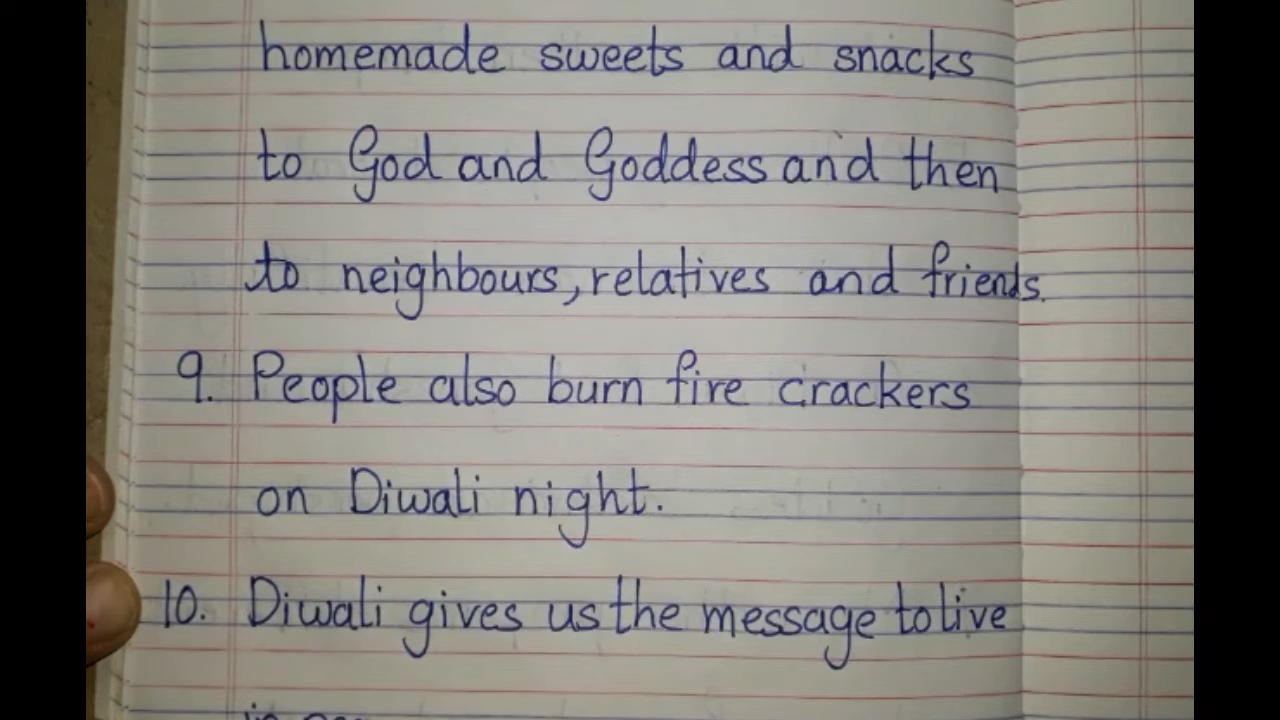 homemade sweets and snacks
to God and Goddess and then
to neighbours, relatives and friends.
9. People also burn fire crackers
on Diwali night.
10. Diwali gives us the message to live